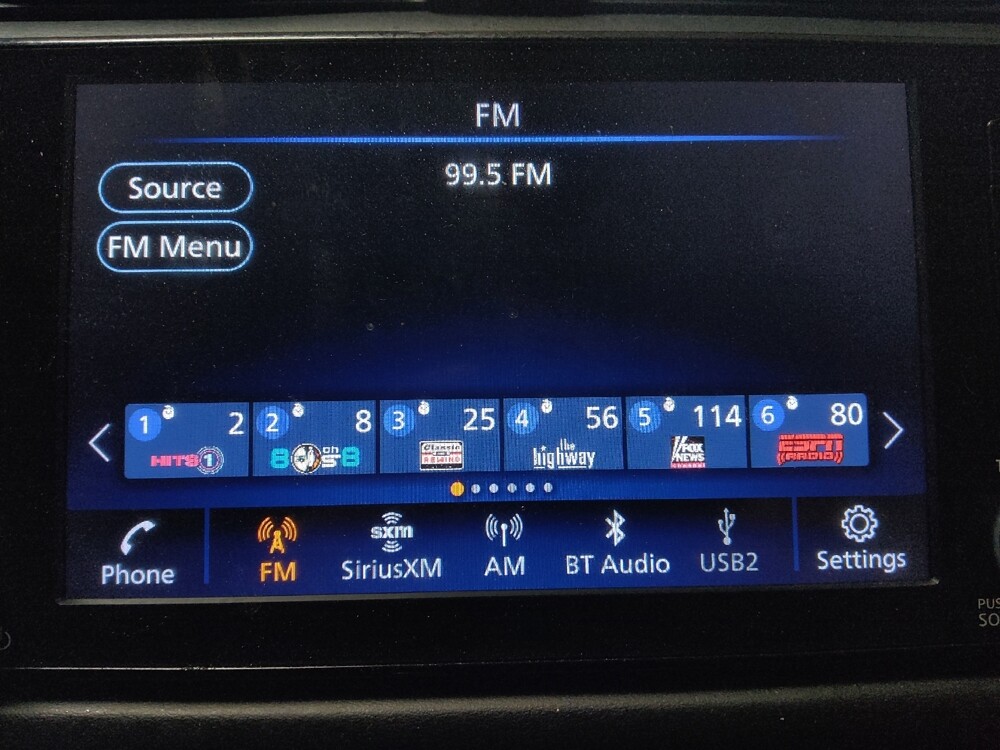 FM
99.5 FM
Source
FM Menu
1 2 2 8 3 25 4 56 5 114 6 80
HITS 1
80s ON 8
Classic REWIND
the highway
FOX NEWS
ESPN RADIO
Phone
FM
sxm
SiriusXM
AM
BT Audio
USB2
Settings